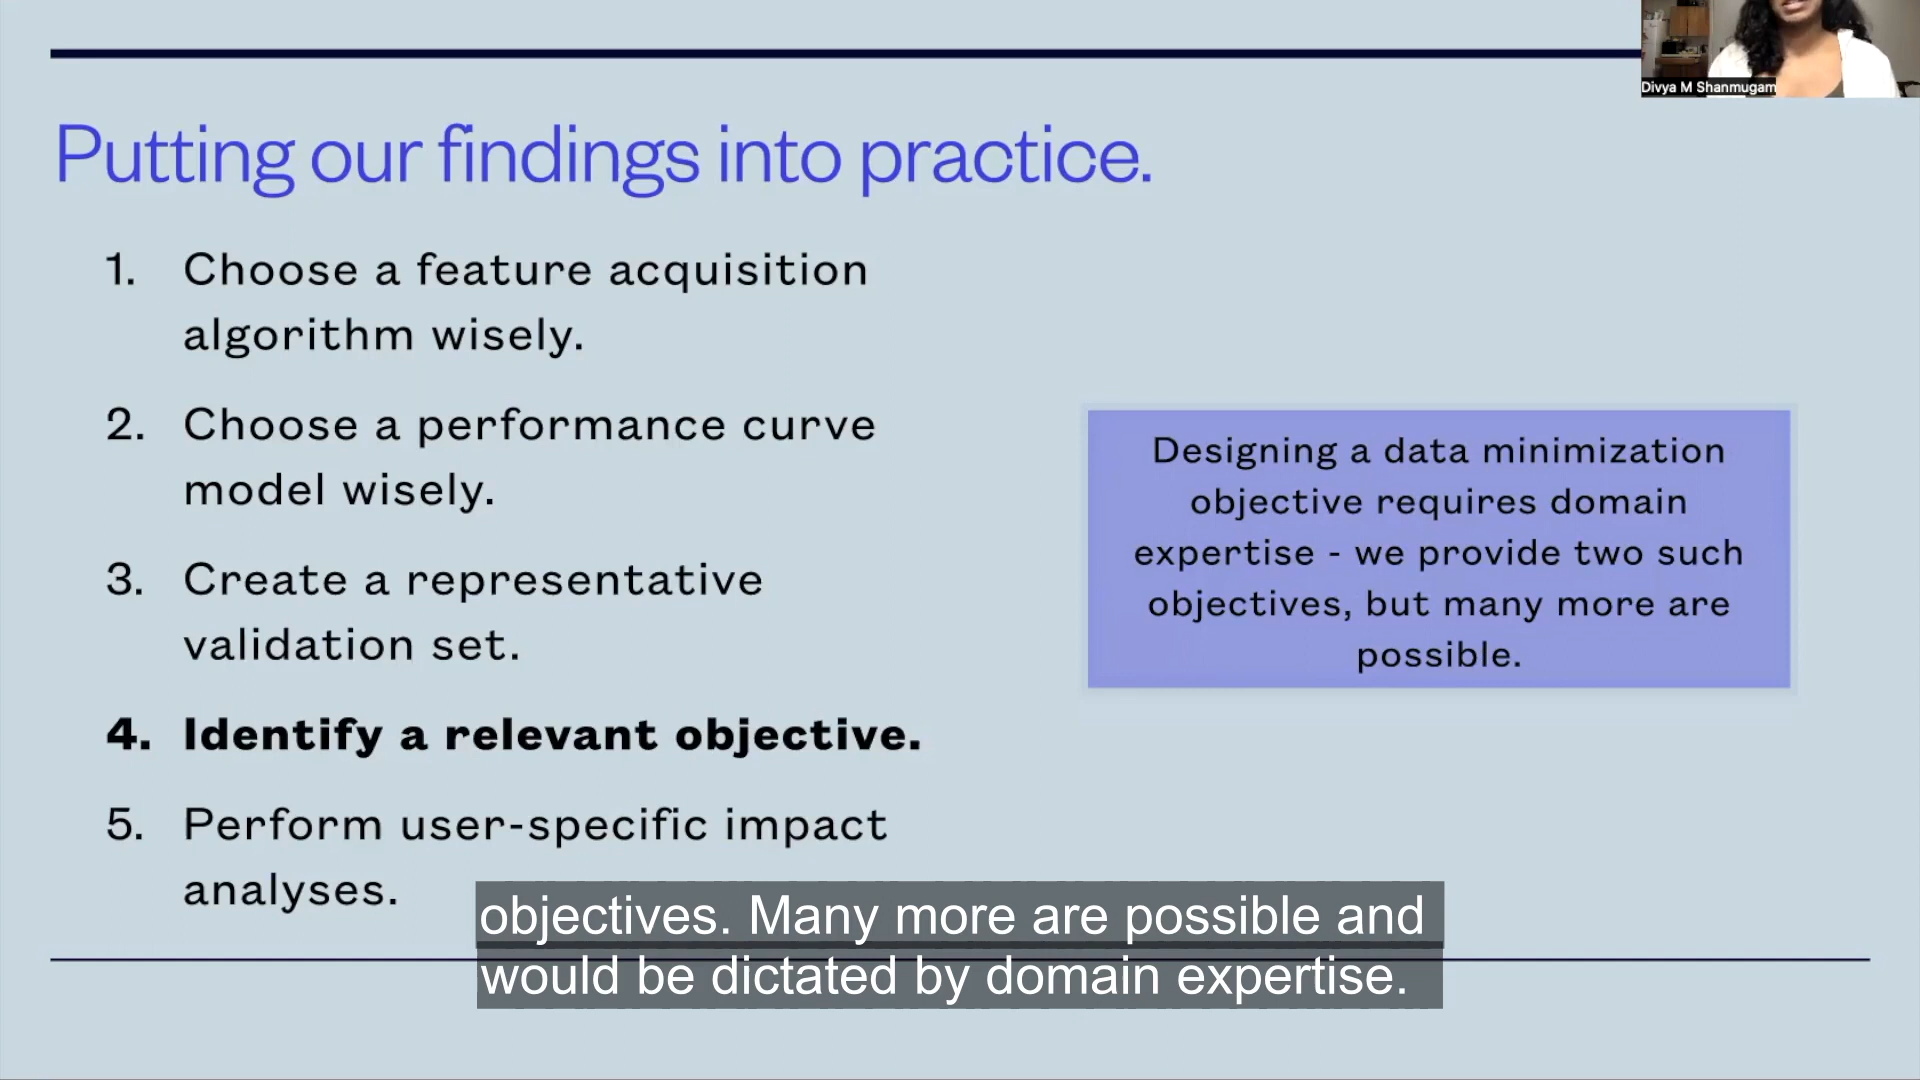 Divya M Shanmugam
Putting our findings into practice.
1. Choose a feature acquisition
algorithm wisely.
2. Choose a performance curve
model wisely.
3. Create a representative
validation set.
4. Identify a relevant objective.
5. Perform user-specific impact
analyses.
Designing a data minimization
objective requires domain
expertise - we provide two such
objectives, but many more are
possible.
objectives. Many more are possible and
would be dictated by domain expertise.